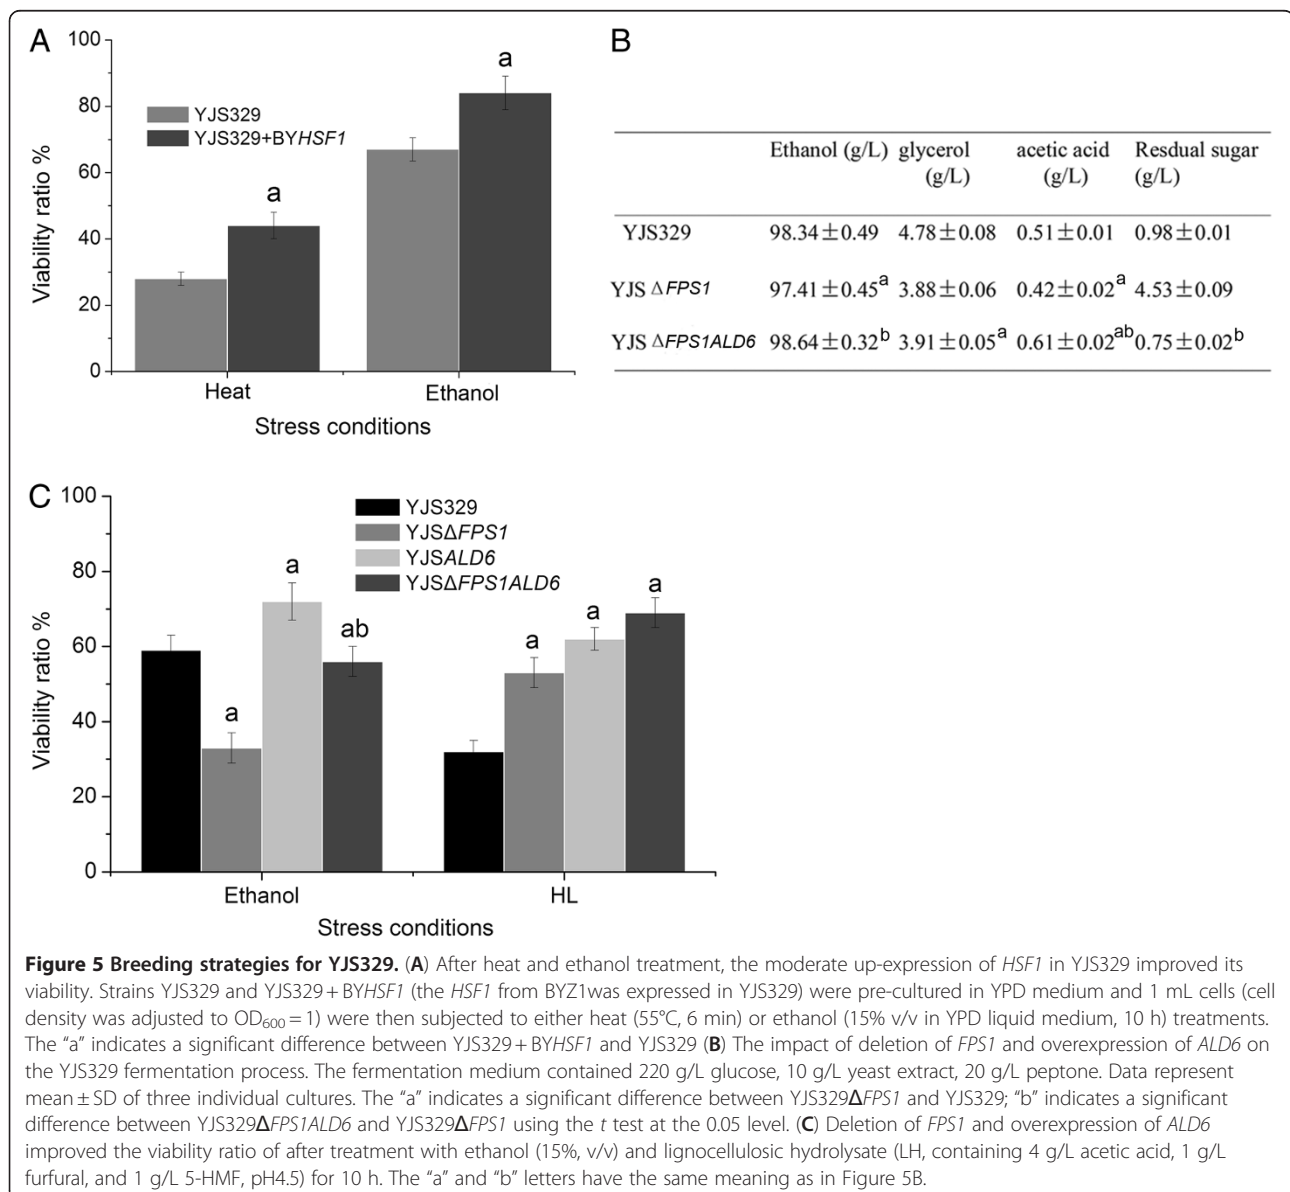 A
100
80
60
40
20
0
Viability ratio %
YJS329
YJS329+BYHSF1
a
a
Heat
Ethanol
Stress conditions
B
Ethanol (g/L) glycerol (g/L) acetic acid (g/L) Resdual sugar (g/L)
YJS329 98.34±0.49 4.78±0.08 0.51±0.01 0.98±0.01
YJS ΔFPS1 97.41±0.45a 3.88±0.06 0.42±0.02a 4.53±0.09
YJS ΔFPS1ALD6 98.64±0.32b 3.91±0.05a 0.61±0.02ab 0.75±0.02b
C
100
80
60
40
20
0
Viability ratio %
YJS329
YJSΔFPS1
YJSALD6
YJSΔFPS1ALD6
a
a
ab
a
a
a
Ethanol
HL
Stress conditions
Figure 5 Breeding strategies for YJS329. (A) After heat and ethanol treatment, the moderate up-expression of HSF1 in YJS329 improved its
viability. Strains YJS329 and YJS329 + BYHSF1 (the HSF1 from BYZ1was expressed in YJS329) were pre-cultured in YPD medium and 1 mL cells (cell
density was adjusted to OD600 = 1) were then subjected to either heat (55°C, 6 min) or ethanol (15% v/v in YPD liquid medium, 10 h) treatments.
The “a” indicates a significant difference between YJS329 + BYHSF1 and YJS329 (B) The impact of deletion of FPS1 and overexpression of ALD6 on
the YJS329 fermentation process. The fermentation medium contained 220 g/L glucose, 10 g/L yeast extract, 20 g/L peptone. Data represent
mean ± SD of three individual cultures. The “a” indicates a significant difference between YJS329ΔFPS1 and YJS329; “b” indicates a significant
difference between YJS329ΔFPS1ALD6 and YJS329ΔFPS1 using the t test at the 0.05 level. (C) Deletion of FPS1 and overexpression of ALD6
improved the viability ratio of after treatment with ethanol (15%, v/v) and lignocellulosic hydrolysate (LH, containing 4 g/L acetic acid, 1 g/L
furfural, and 1 g/L 5-HMF, pH4.5) for 10 h. The “a” and “b” letters have the same meaning as in Figure 5B.